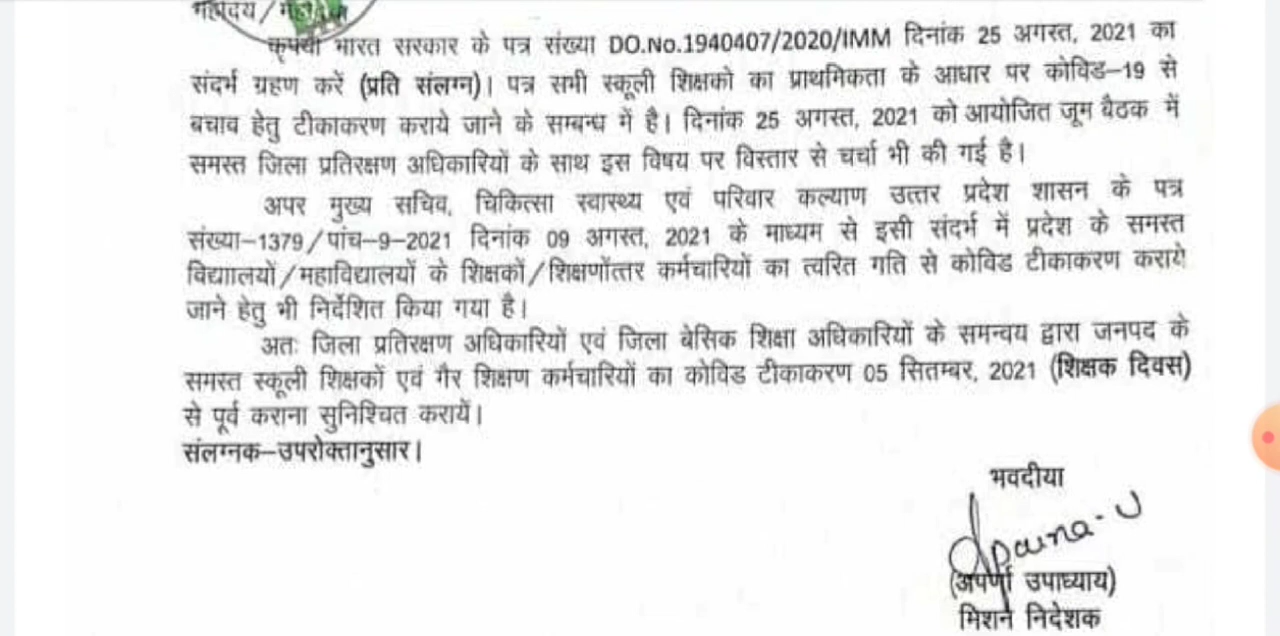 महोदय/
कृपया भारत सरकार के पत्र संख्या DO.No.1940407/2020/IMM दिनांक 25 अगस्त, 2021 का
संदर्भ ग्रहण करें (प्रति संलग्न)। पत्र सभी स्कूली शिक्षको का प्राथमिकता के आधार पर कोविड–19 से
बचाव हेतु टीकाकरण कराये जाने के सम्बन्ध में है। दिनांक 25 अगस्त, 2021 को आयोजित जूम बैठक में
समस्त जिला प्रतिरक्षण अधिकारियों के साथ इस विषय पर विस्तार से चर्चा भी की गई है।
अपर मुख्य सचिव, चिकित्सा स्वास्थ्य एवं परिवार कल्याण उत्तर प्रदेश शासन के पत्र
संख्या–1379/पांच–9–2021 दिनांक 09 अगस्त, 2021 के माध्यम से इसी संदर्भ में प्रदेश के समस्त
विद्याालयों/महाविद्यालयों के शिक्षकों/शिक्षणोंत्तर कर्मचारियों का त्वरित गति से कोविड टीकाकरण कराये
जाने हेतु भी निर्देशित किया गया है।
अतः जिला प्रतिरक्षण अधिकारियों एवं जिला बेसिक शिक्षा अधिकारियों के समन्वय द्वारा जनपद के
समस्त स्कूली शिक्षकों एवं गैर शिक्षण कर्मचारियों का कोविड टीकाकरण 05 सितम्बर, 2021 (शिक्षक दिवस)
से पूर्व कराना सुनिश्चित करायें।
संलग्नक–उपरोक्तानुसार।
भवदीया
Aparna-U
(अपर्णा उपाध्याय)
मिशन निदेशक